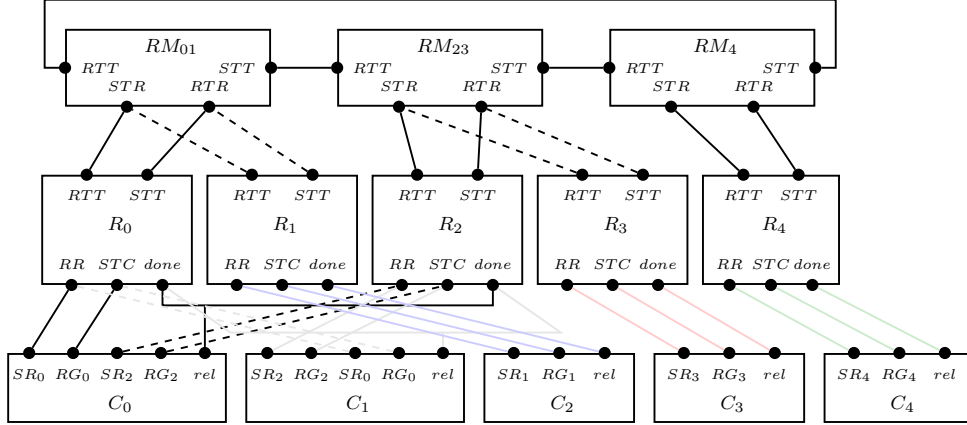 RM01 RM23 RM4
RTT STT RTT STT RTT STT
STR RTR STR RTR STR RTR
RTT STT RTT STT RTT STT RTT STT RTT STT
R0 R1 R2 R3 R4
RR STC done RR STC done RR STC done RR STC done RR STC done
SR0 RG0 SR2 RG2 rel SR2 RG2 SR0 RG0 rel SR1 RG1 rel SR3 RG3 rel SR4 RG4 rel
C0 C1 C2 C3 C4